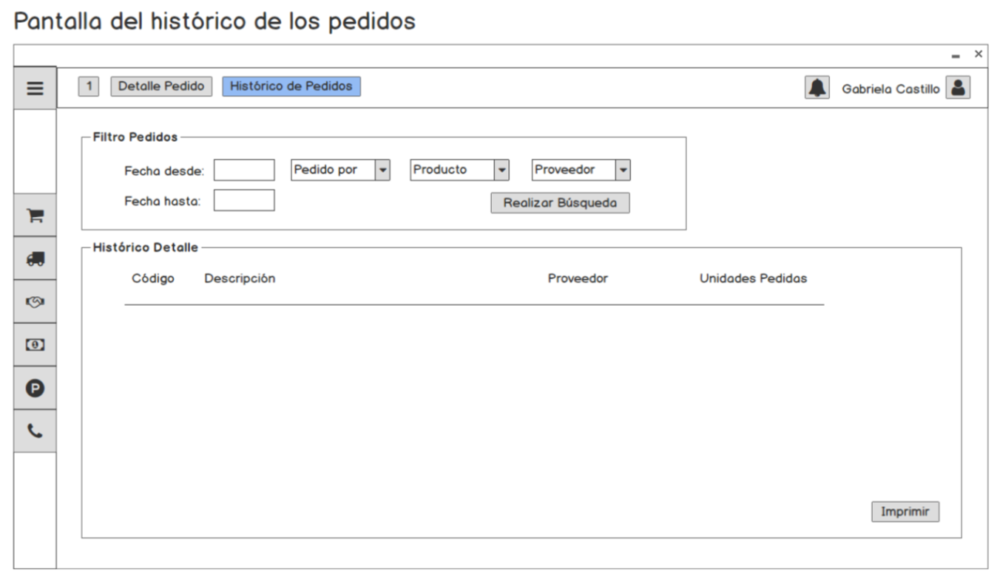 Pantalla del histórico de los pedidos
1 Detalle Pedido Histórico de Pedidos Gabriela Castillo
Filtro Pedidos
Fecha desde: Pedido por Producto Proveedor
Fecha hasta: Realizar Búsqueda
Histórico Detalle
Código Descripción Proveedor Unidades Pedidas
P
Imprimir